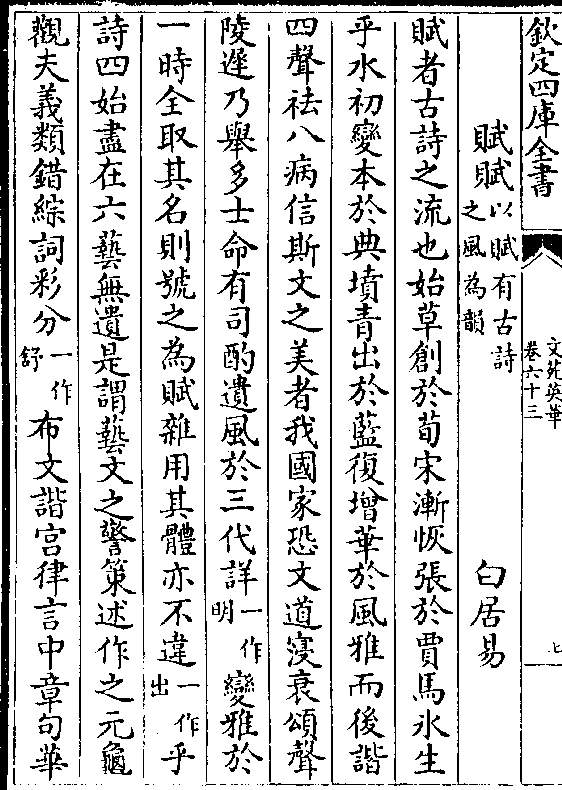 欽定四庫全書
文苑英華
卷六十三
七
賦賦以賦有古詩之風為韻
白居易
賦者古詩之流也始草創於荀宋漸恢張於賈馬氷生
乎水初變本於典墳青出於藍復增華於風雅而後諧
四聲祛八病信斯文之美者我國家恐文道寖衰頌聲
陵遲乃舉多士命有司酌遺風於三代詳一作明變雅於
一時全取其名則號之為賦雜用其體亦不違一作出乎
詩四始盡在六藝無遺是謂藝文之警策述作之元龜
觀夫義類錯綜詞彩分一作舒布文諧宮律言中章句華